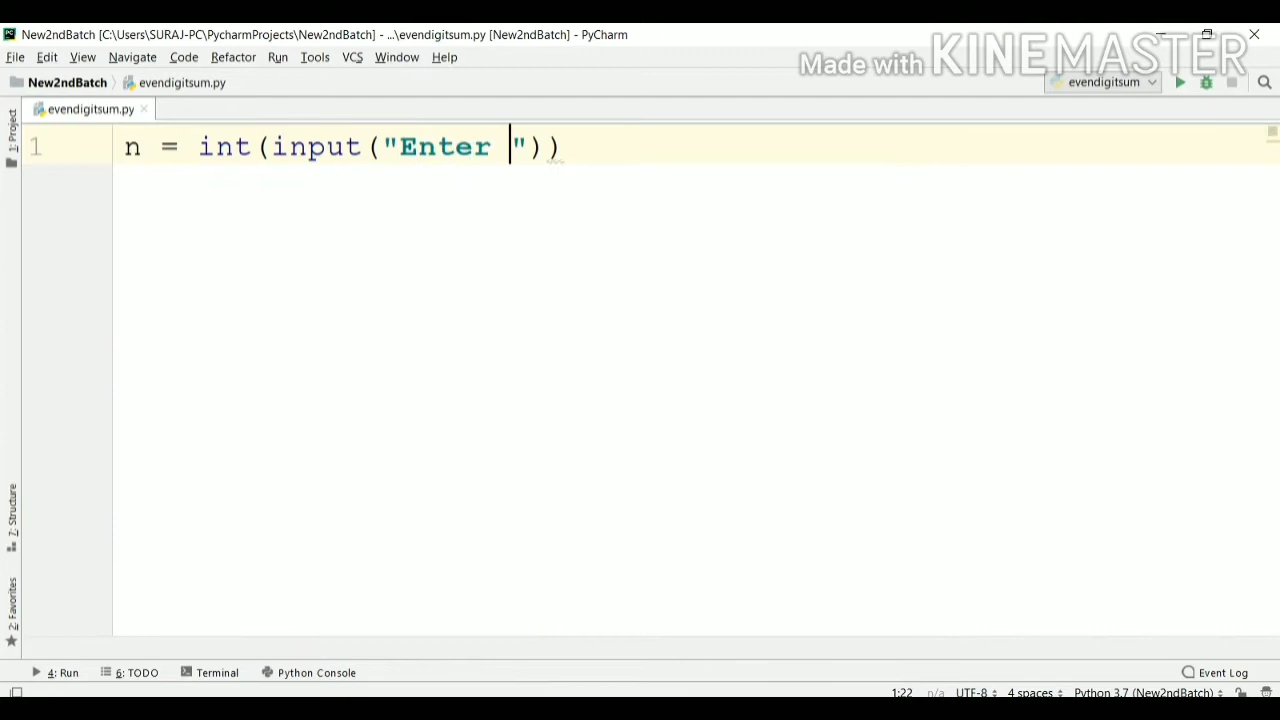 New2ndBatch [C:\Users\SURAJ-PC\PycharmProjects\New2ndBatch] - ...\evendigitsum.py [New2ndBatch] - PyCharm
File Edit View Navigate Code Refactor Run Tools VCS Window Help
Made with KINEMASTER
New2ndBatch evendigitsum.py
evendigitsum
evendigitsum.py
1: Project
1 n = int(input("Enter "))
7: Structure
2: Favorites
4: Run 6: TODO Terminal Python Console Event Log
1:22 n/a UTF-8 4 spaces Python 3.7 (New2ndBatch)